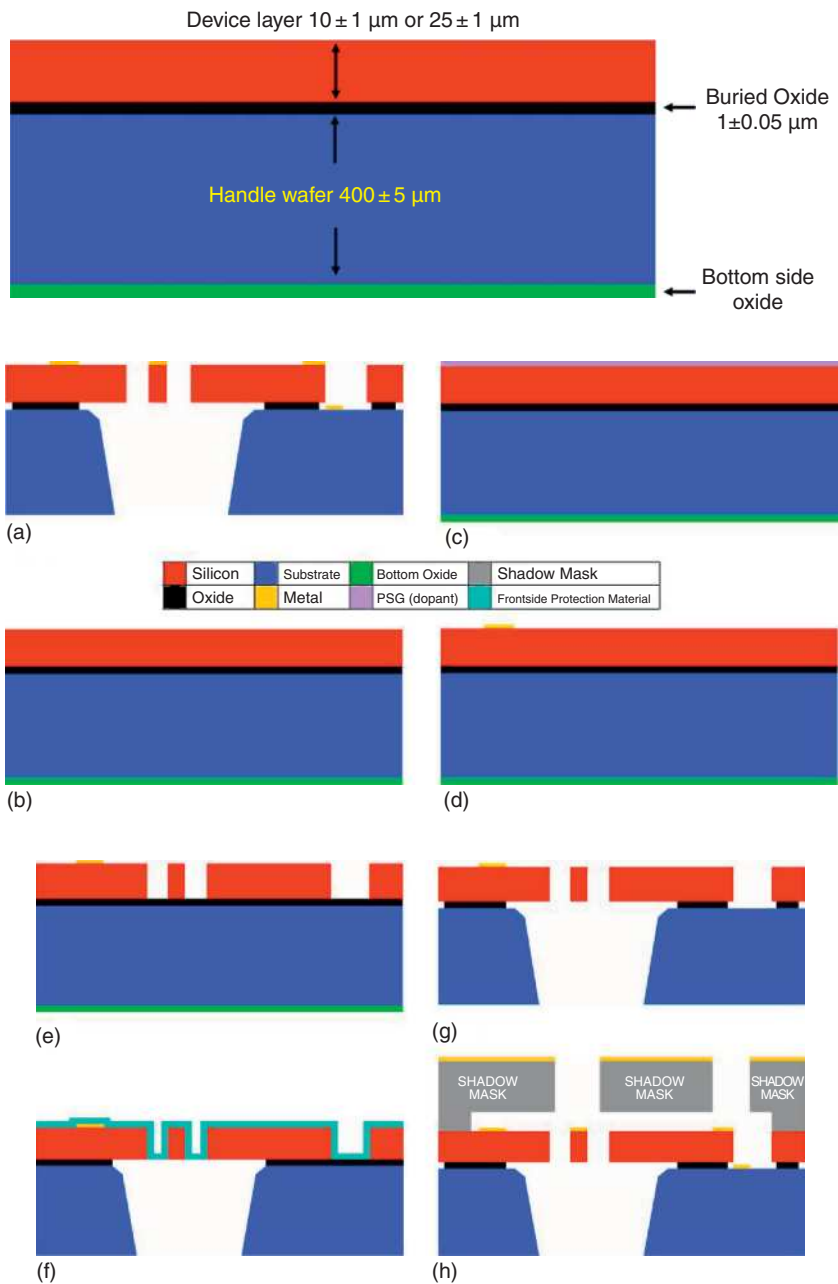 Device layer 10 ± 1 µm or 25 ± 1 µm
Buried Oxide
1±0.05 µm
Handle wafer 400 ± 5 µm
Bottom side
oxide
(a)
(c)
Silicon Substrate Bottom Oxide Shadow Mask
Oxide Metal PSG (dopant) Frontside Protection Material
(b)
(d)
(e)
(g)
SHADOW
MASK
SHADOW
MASK
SHADOW
MASK
(f)
(h)